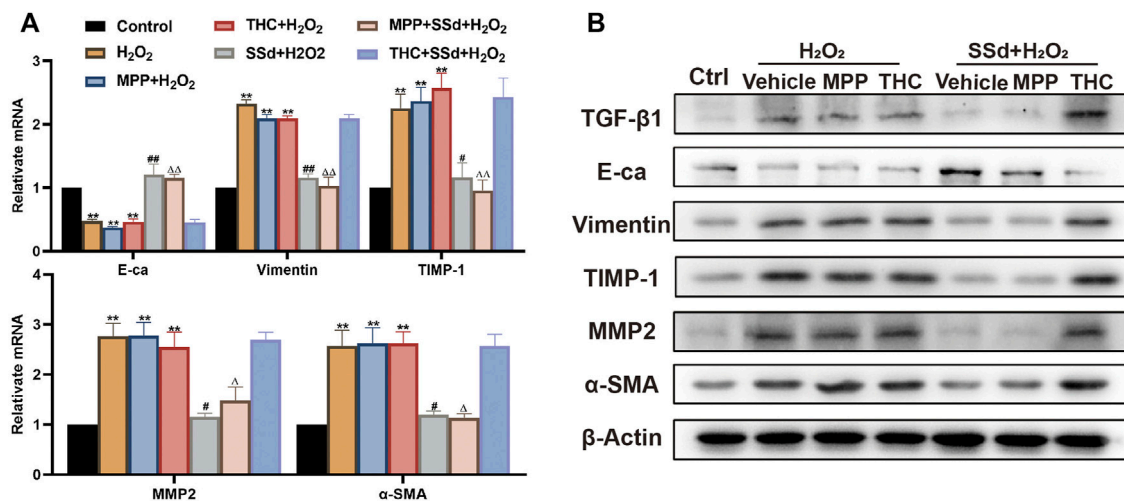 A
Control
H₂O₂
MPP+H₂O₂
THC+H₂O₂
SSd+H2O2
MPP+SSd+H₂O₂
THC+SSd+H₂O₂
Relativate mRNA
3
2
1
0
** ** ** ## ΔΔ
** ** ** ## ΔΔ
** ** ** # ΔΔ
E-ca Vimentin TIMP-1
Relativate mRNA
4
3
2
1
0
** ** ** # Δ
** ** ** # Δ
MMP2 α-SMA
B
H₂O₂ SSd+H₂O₂
Ctrl Vehicle MPP THC Vehicle MPP THC
TGF-β1
E-ca
Vimentin
TIMP-1
MMP2
α-SMA
β-Actin